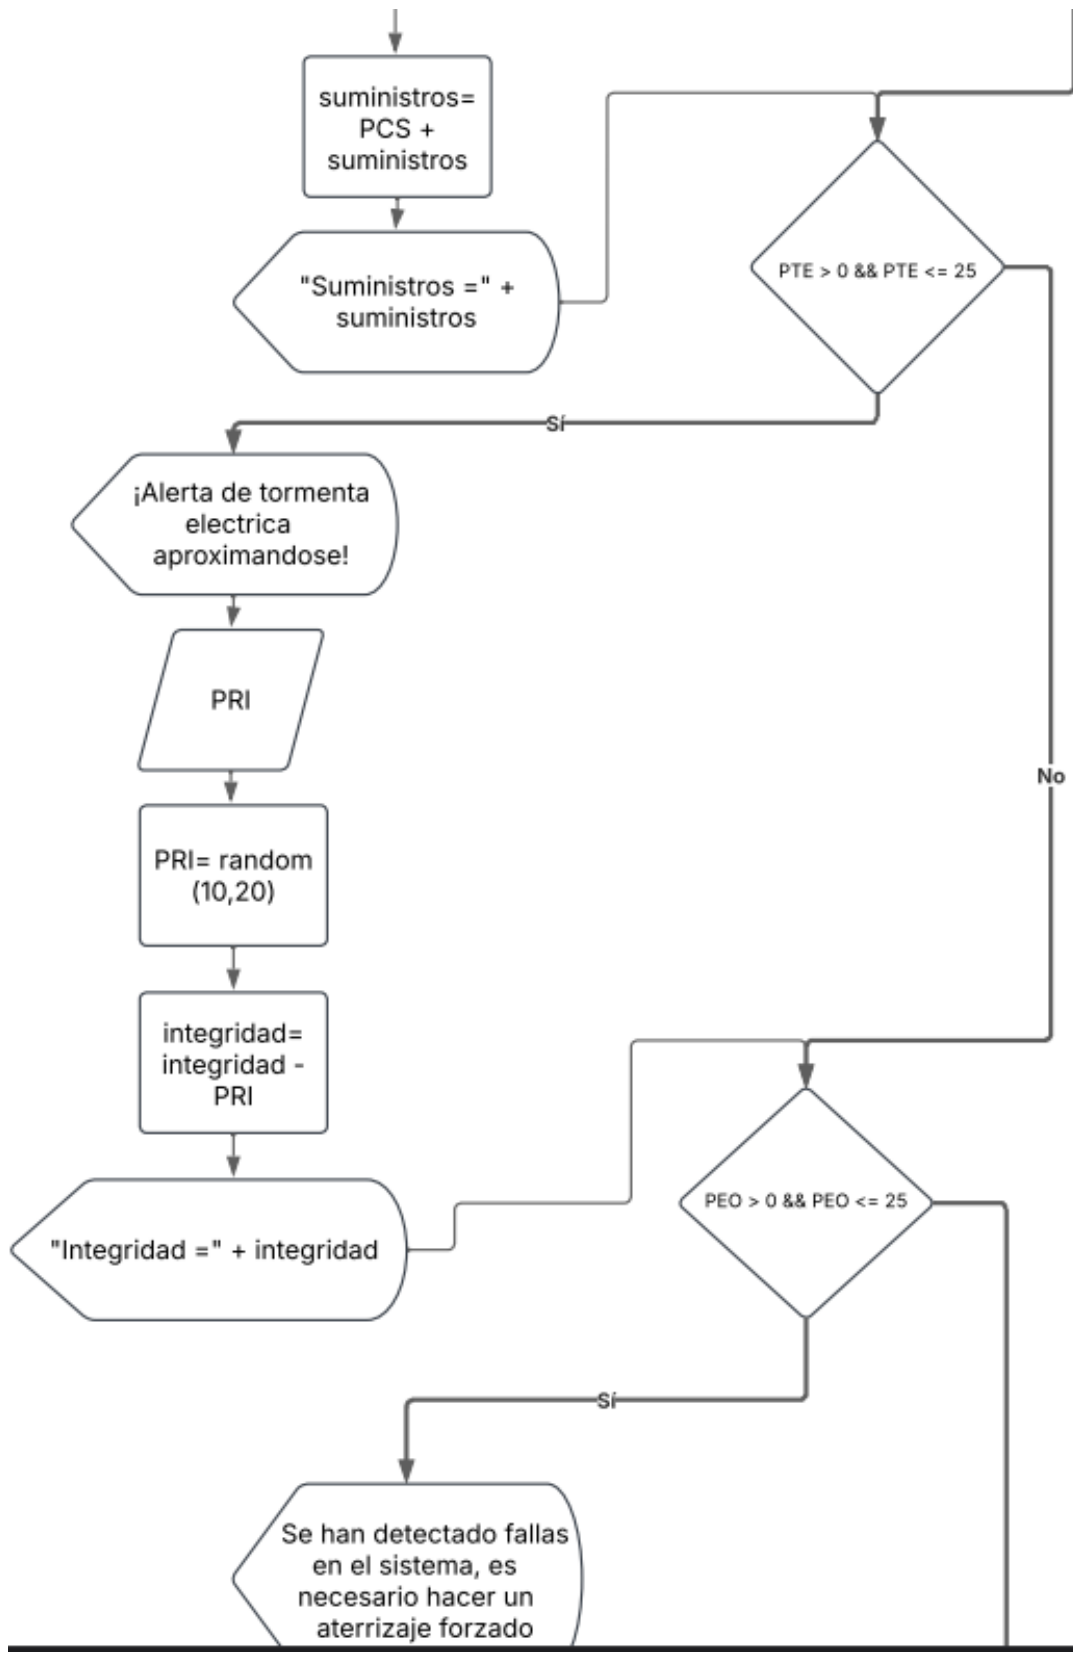 suministros=
PCS +
suministros
"Suministros =" +
suministros
PTE > 0 && PTE <= 25
Sí
¡Alerta de tormenta
electrica
aproximandose!
PRI
No
PRI= random
(10,20)
integridad=
integridad -
PRI
"Integridad =" + integridad
PEO > 0 && PEO <= 25
Sí
Se han detectado fallas
en el sistema, es
necesario hacer un
aterrizaje forzado